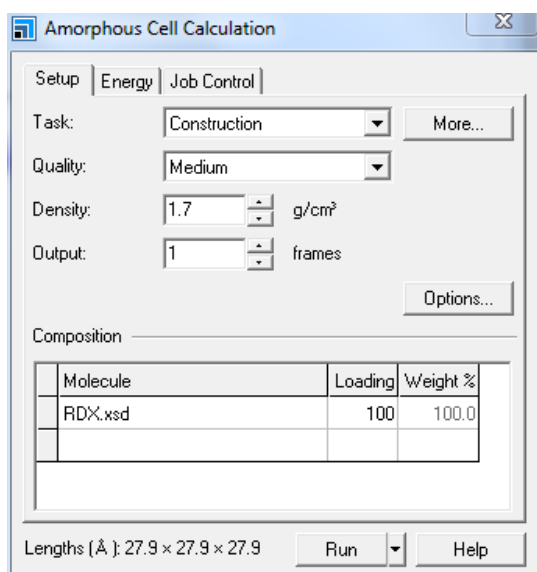 Amorphous Cell Calculation
Setup Energy Job Control
Task: Construction More...
Quality: Medium
Density: 1.7 g/cm³
Output: 1 frames
Options...
Composition
Molecule Loading Weight %
RDX.xsd 100 100.0
Lengths (Å): 27.9 × 27.9 × 27.9 Run Help